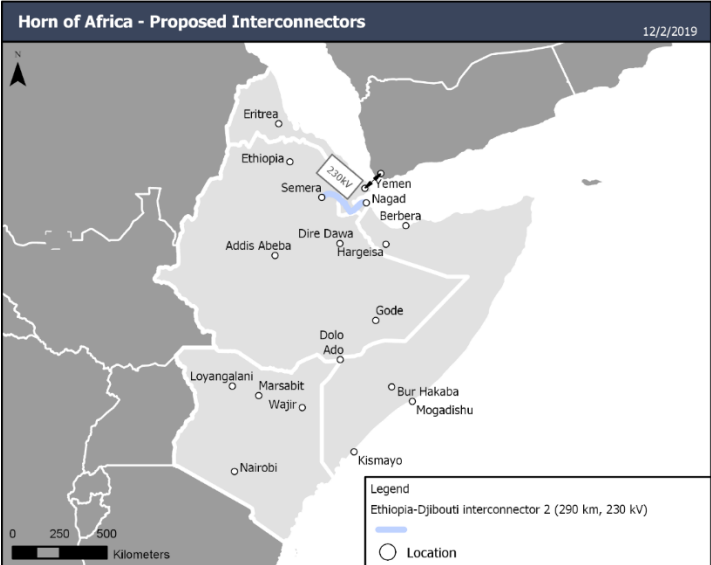 Horn of Africa - Proposed Interconnectors
12/2/2019
N
Eritrea
Ethiopia
230kV
Yemen
Semera
Nagad
Berbera
Dire Dawa
Addis Abeba
Hargeisa
Gode
Dolo
Ado
Loyangalani
Marsabit
Wajir
Bur Hakaba
Mogadishu
Nairobi
Kismayo
Legend
Ethiopia-Djibouti interconnector 2 (290 km, 230 kV)
Location
0 250 500
Kilometers